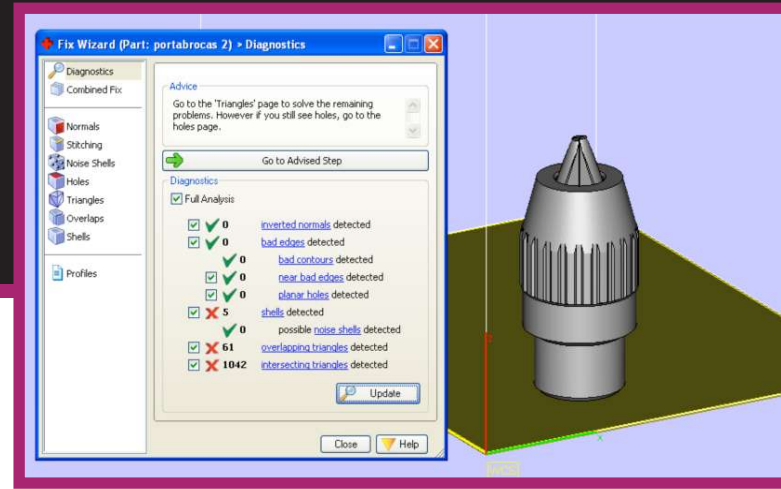 Fix Wizard (Part: portabrocas 2) > Diagnostics
Diagnostics
Combined Fix
Normals
Stitching
Noise Shells
Holes
Triangles
Overlaps
Shells
Profiles
Advice
Go to the 'Triangles' page to solve the remaining
problems. However if you still see holes, go to the
holes page.
Go to Advised Step
Diagnostics
Full Analysis
0 inverted normals detected
0 bad edges detected
0 bad contours detected
0 near bad edges detected
0 planar holes detected
5 shells detected
0 possible noise shells detected
61 overlapping triangles detected
1042 intersecting triangles detected
Update
Close
Help
x
WCS